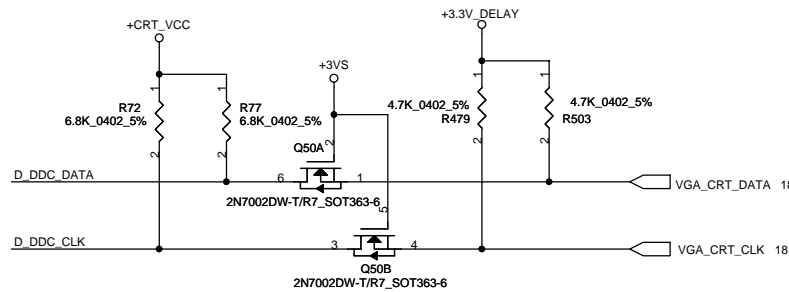 +CRT_VCC
+3.3V_DELAY
+3VS
1
1
1
1
R72
6.8K_0402_5%
R77
6.8K_0402_5%
4.7K_0402_5%
R479
4.7K_0402_5%
R503
2
2
2
2
Q50A
2
D_DDC_DATA
6
1
VGA_CRT_DATA 18
2N7002DW-T/R7_SOT363-6
5
D_DDC_CLK
3
4
VGA_CRT_CLK 18
Q50B
2N7002DW-T/R7_SOT363-6